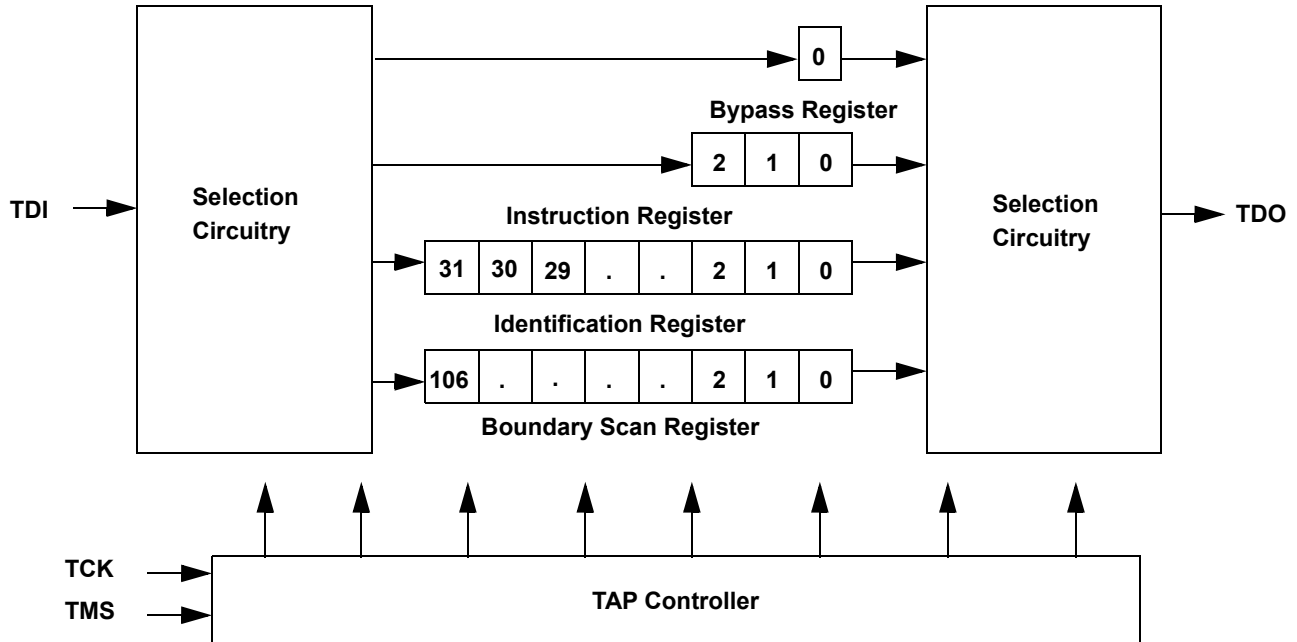 0
Bypass Register
2 1 0
Selection
Circuitry
Selection
Circuitry
TDI
TDO
Instruction Register
31 30 29 . . 2 1 0
Identification Register
106 . . . . 2 1 0
Boundary Scan Register
TCK
TMS
TAP Controller